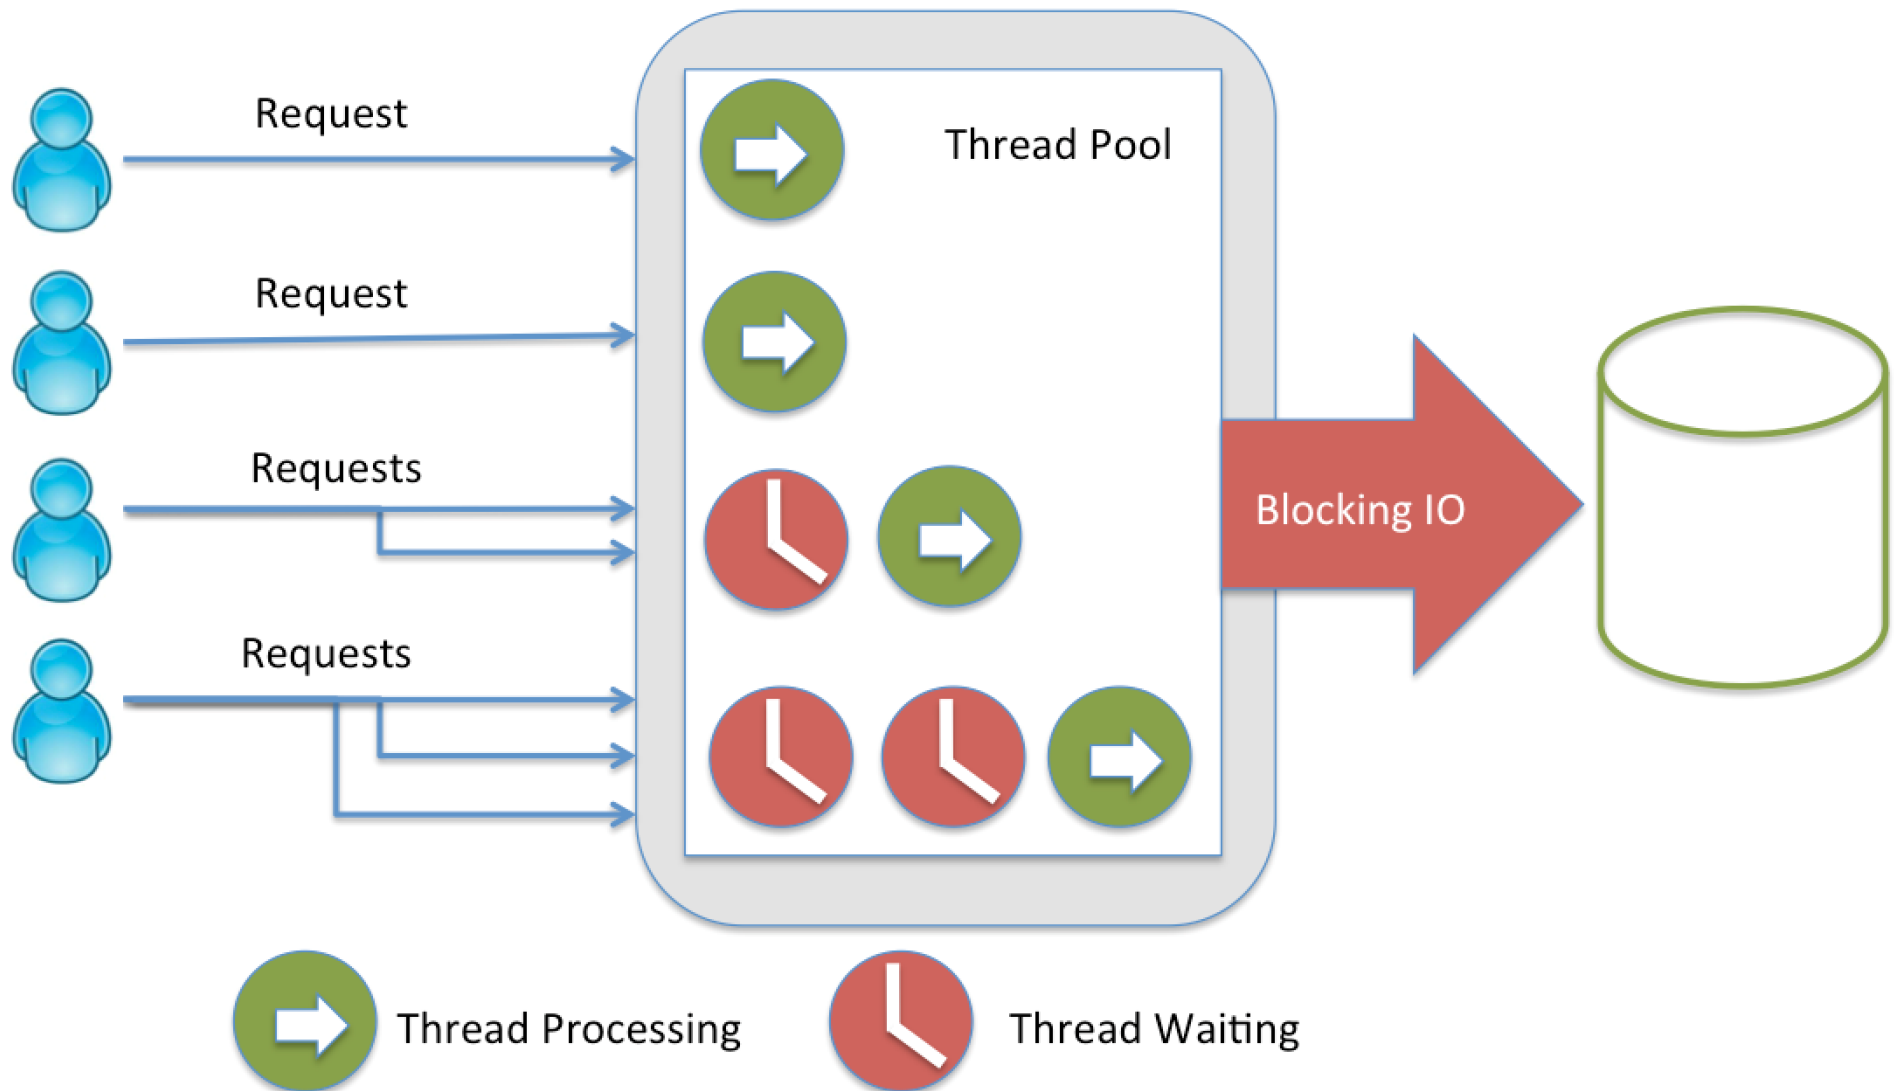 Request
Thread Pool
Request
Requests
Blocking IO
Requests
Thread Processing
Thread Waiting